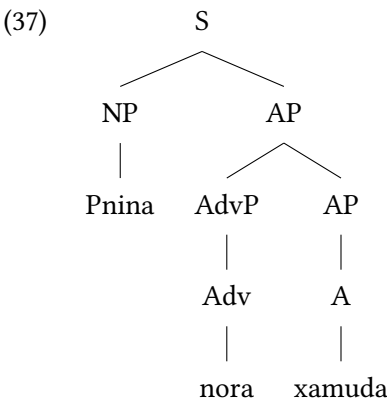 (37) S
NP AP
Pnina AdvP AP
Adv A
nora xamuda